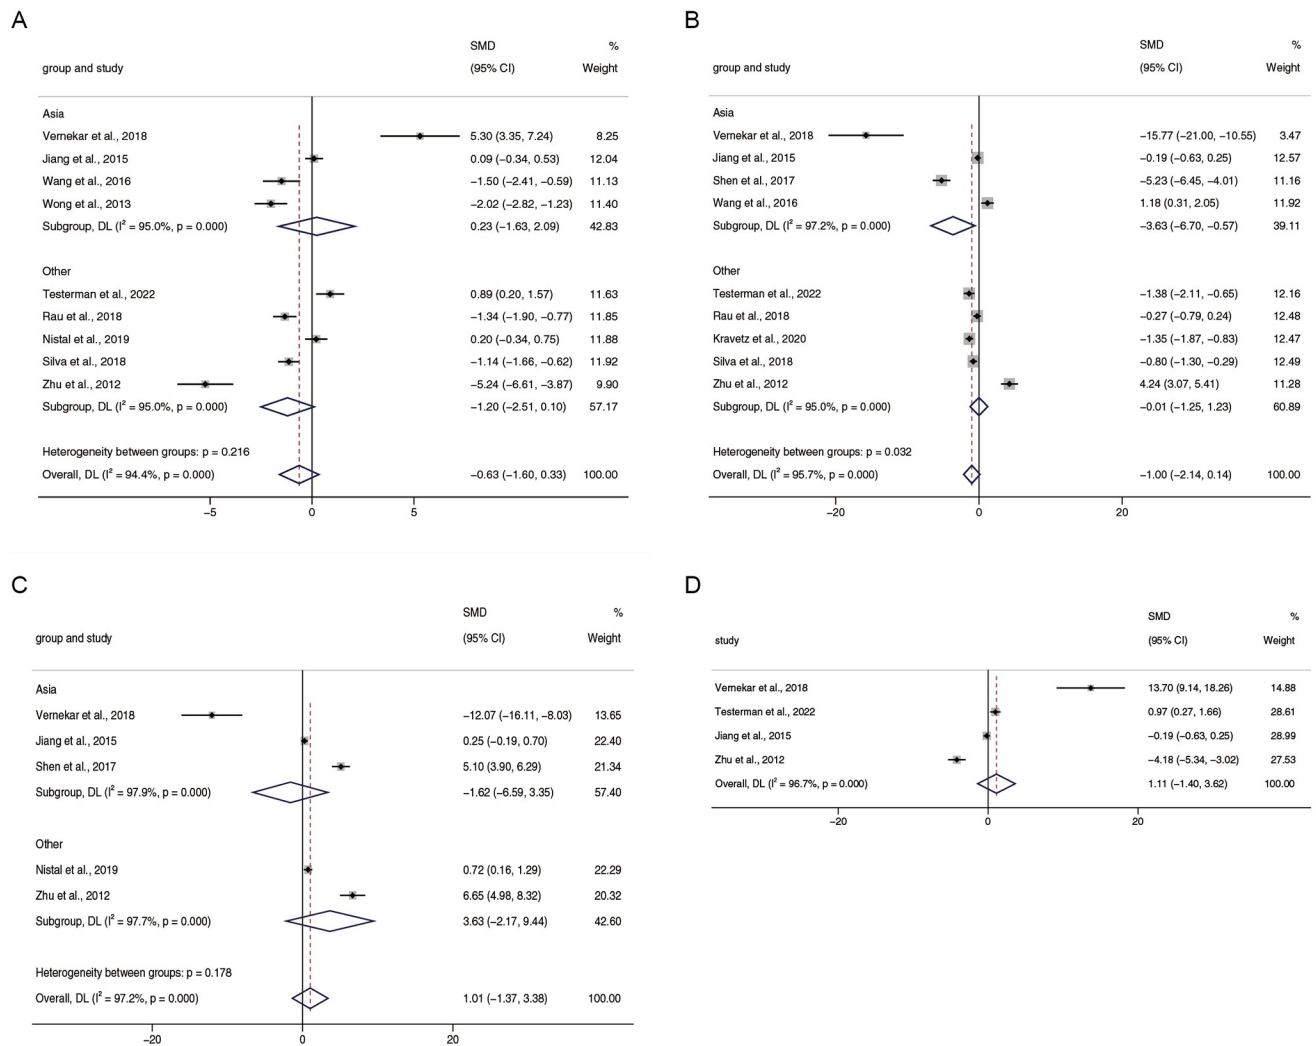 A
SMD %
group and study (95% CI) Weight
Asia
Vernekar et al., 2018 5.30 (3.35, 7.24) 8.25
Jiang et al., 2015 0.09 (−0.34, 0.53) 12.04
Wang et al., 2016 −1.50 (−2.41, −0.59) 11.13
Wong et al., 2013 −2.02 (−2.82, −1.23) 11.40
Subgroup, DL (I² = 95.0%, p = 0.000) 0.23 (−1.63, 2.09) 42.83
Other
Testerman et al., 2022 0.89 (0.20, 1.57) 11.63
Rau et al., 2018 −1.34 (−1.90, −0.77) 11.85
Nistal et al., 2019 0.20 (−0.34, 0.75) 11.88
Silva et al., 2018 −1.14 (−1.66, −0.62) 11.92
Zhu et al., 2012 −5.24 (−6.61, −3.87) 9.90
Subgroup, DL (I² = 95.0%, p = 0.000) −1.20 (−2.51, 0.10) 57.17
Heterogeneity between groups: p = 0.216
Overall, DL (I² = 94.4%, p = 0.000) −0.63 (−1.60, 0.33) 100.00
−5 0 5
B
SMD %
group and study (95% CI) Weight
Asia
Vernekar et al., 2018 −15.77 (−21.00, −10.55) 3.47
Jiang et al., 2015 −0.19 (−0.63, 0.25) 12.57
Shen et al., 2017 −5.23 (−6.45, −4.01) 11.16
Wang et al., 2016 1.18 (0.31, 2.05) 11.92
Subgroup, DL (I² = 97.2%, p = 0.000) −3.63 (−6.70, −0.57) 39.11
Other
Testerman et al., 2022 −1.38 (−2.11, −0.65) 12.16
Rau et al., 2018 −0.27 (−0.79, 0.24) 12.48
Kravetz et al., 2020 −1.35 (−1.87, −0.83) 12.47
Silva et al., 2018 −0.80 (−1.30, −0.29) 12.49
Zhu et al., 2012 4.24 (3.07, 5.41) 11.28
Subgroup, DL (I² = 95.0%, p = 0.000) −0.01 (−1.25, 1.23) 60.89
Heterogeneity between groups: p = 0.032
Overall, DL (I² = 95.7%, p = 0.000) −1.00 (−2.14, 0.14) 100.00
−20 0 20
C
SMD %
group and study (95% CI) Weight
Asia
Vernekar et al., 2018 −12.07 (−16.11, −8.03) 13.65
Jiang et al., 2015 0.25 (−0.19, 0.70) 22.40
Shen et al., 2017 5.10 (3.90, 6.29) 21.34
Subgroup, DL (I² = 97.9%, p = 0.000) −1.62 (−6.59, 3.35) 57.40
Other
Nistal et al., 2019 0.72 (0.16, 1.29) 22.29
Zhu et al., 2012 6.65 (4.98, 8.32) 20.32
Subgroup, DL (I² = 97.7%, p = 0.000) 3.63 (−2.17, 9.44) 42.60
Heterogeneity between groups: p = 0.178
Overall, DL (I² = 97.2%, p = 0.000) 1.01 (−1.37, 3.38) 100.00
−20 0 20
D
SMD %
study (95% CI) Weight
Vernekar et al., 2018 13.70 (9.14, 18.26) 14.88
Testerman et al., 2022 0.97 (0.27, 1.66) 28.61
Jiang et al., 2015 −0.19 (−0.63, 0.25) 28.99
Zhu et al., 2012 −4.18 (−5.34, −3.02) 27.53
Overall, DL (I² = 96.7%, p = 0.000) 1.11 (−1.40, 3.62) 100.00
−20 0 20